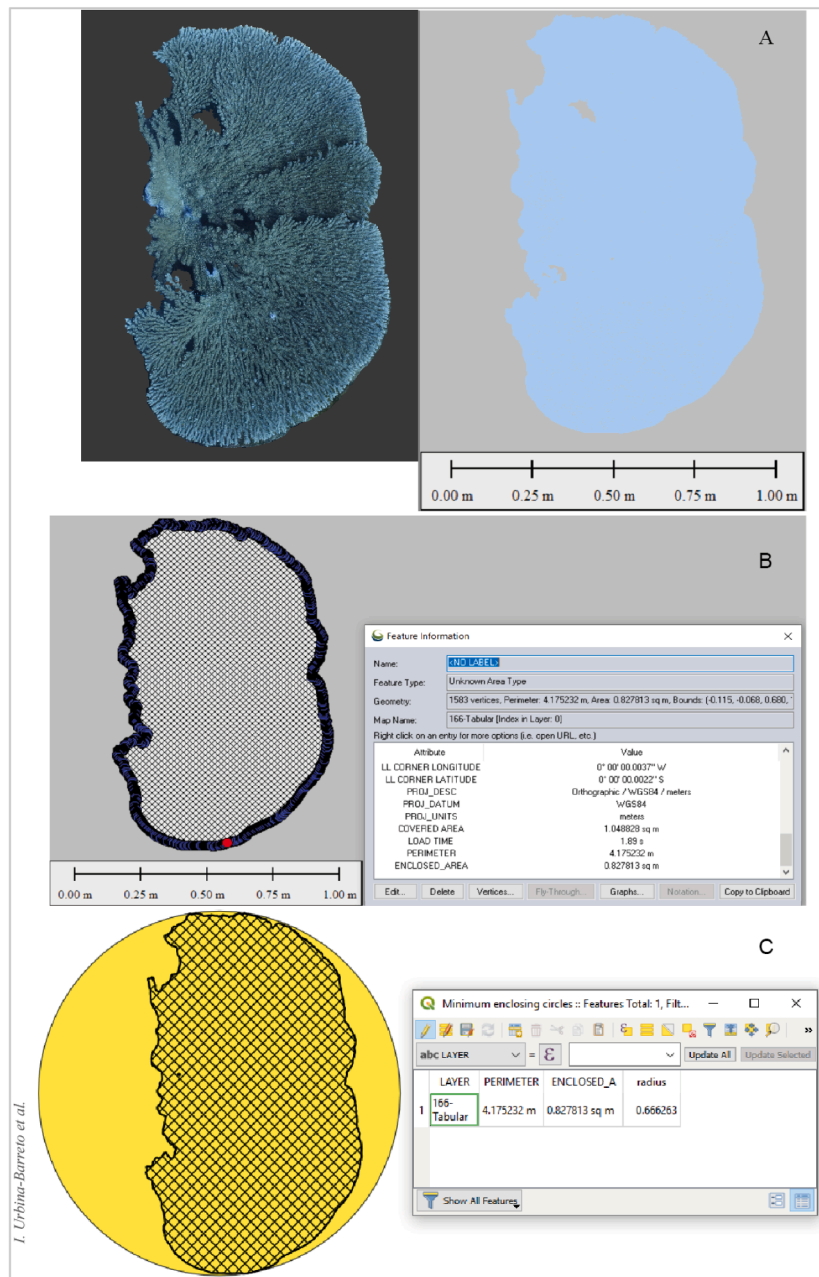 A
0.00 m 0.25 m 0.50 m 0.75 m 1.00 m
B
Feature Information
Name: <NO LABEL>
Feature Type: Unknown Area Type
Geometry: 1583 vertices, Perimeter: 4.175232 m, Area: 0.827813 sq m, Bounds: (-0.115, -0.068, 0.680,
Map Name: 166-Tabular [Index in Layer: 0]
Right click on an entry for more options (i.e. open URL, etc.)
Attribute Value
LL CORNER LONGITUDE 0° 00' 00.0037" W
LL CORNER LATITUDE 0° 00' 00.0022" S
PROJ_DESC Orthographic / WGS84 / meters
PROJ_DATUM WGS84
PROJ_UNITS meters
COVERED AREA 1.048828 sq m
LOAD TIME 1.89 s
PERIMETER 4.175232 m
ENCLOSED_AREA 0.827813 sq m
Edit... Delete Vertices... Fly-Through... Graphs... Notation... Copy to Clipboard
0.00 m 0.25 m 0.50 m 0.75 m 1.00 m
C
Minimum enclosing circles :: Features Total: 1, Filt...
abc LAYER = ε Update All Update Selected
LAYER PERIMETER ENCLOSED_A radius
1 166-Tabular 4.175232 m 0.827813 sq m 0.666263
Show All Features
I. Urbina-Barreto et al.